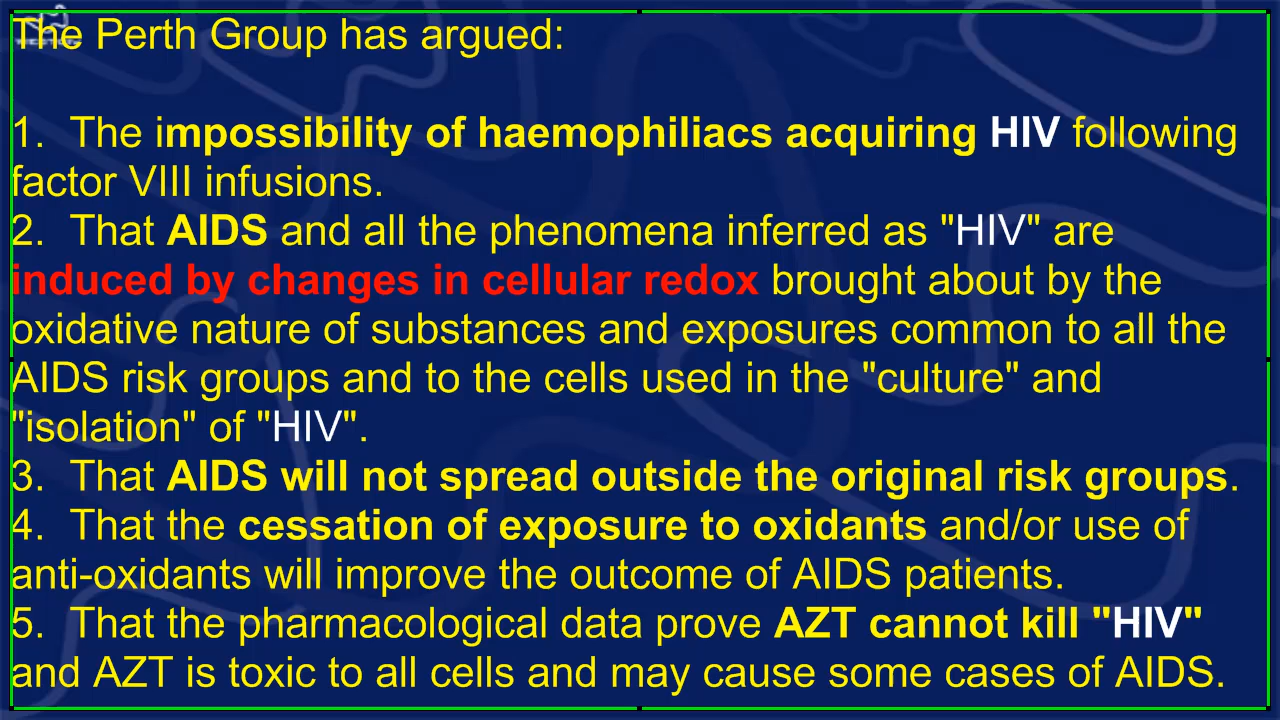 The Perth Group has argued:
1. The impossibility of haemophiliacs acquiring HIV following
factor VIII infusions.
2. That AIDS and all the phenomena inferred as "HIV" are
induced by changes in cellular redox brought about by the
oxidative nature of substances and exposures common to all the
AIDS risk groups and to the cells used in the "culture" and
"isolation" of "HIV".
3. That AIDS will not spread outside the original risk groups.
4. That the cessation of exposure to oxidants and/or use of
anti-oxidants will improve the outcome of AIDS patients.
5. That the pharmacological data prove AZT cannot kill "HIV"
and AZT is toxic to all cells and may cause some cases of AIDS.